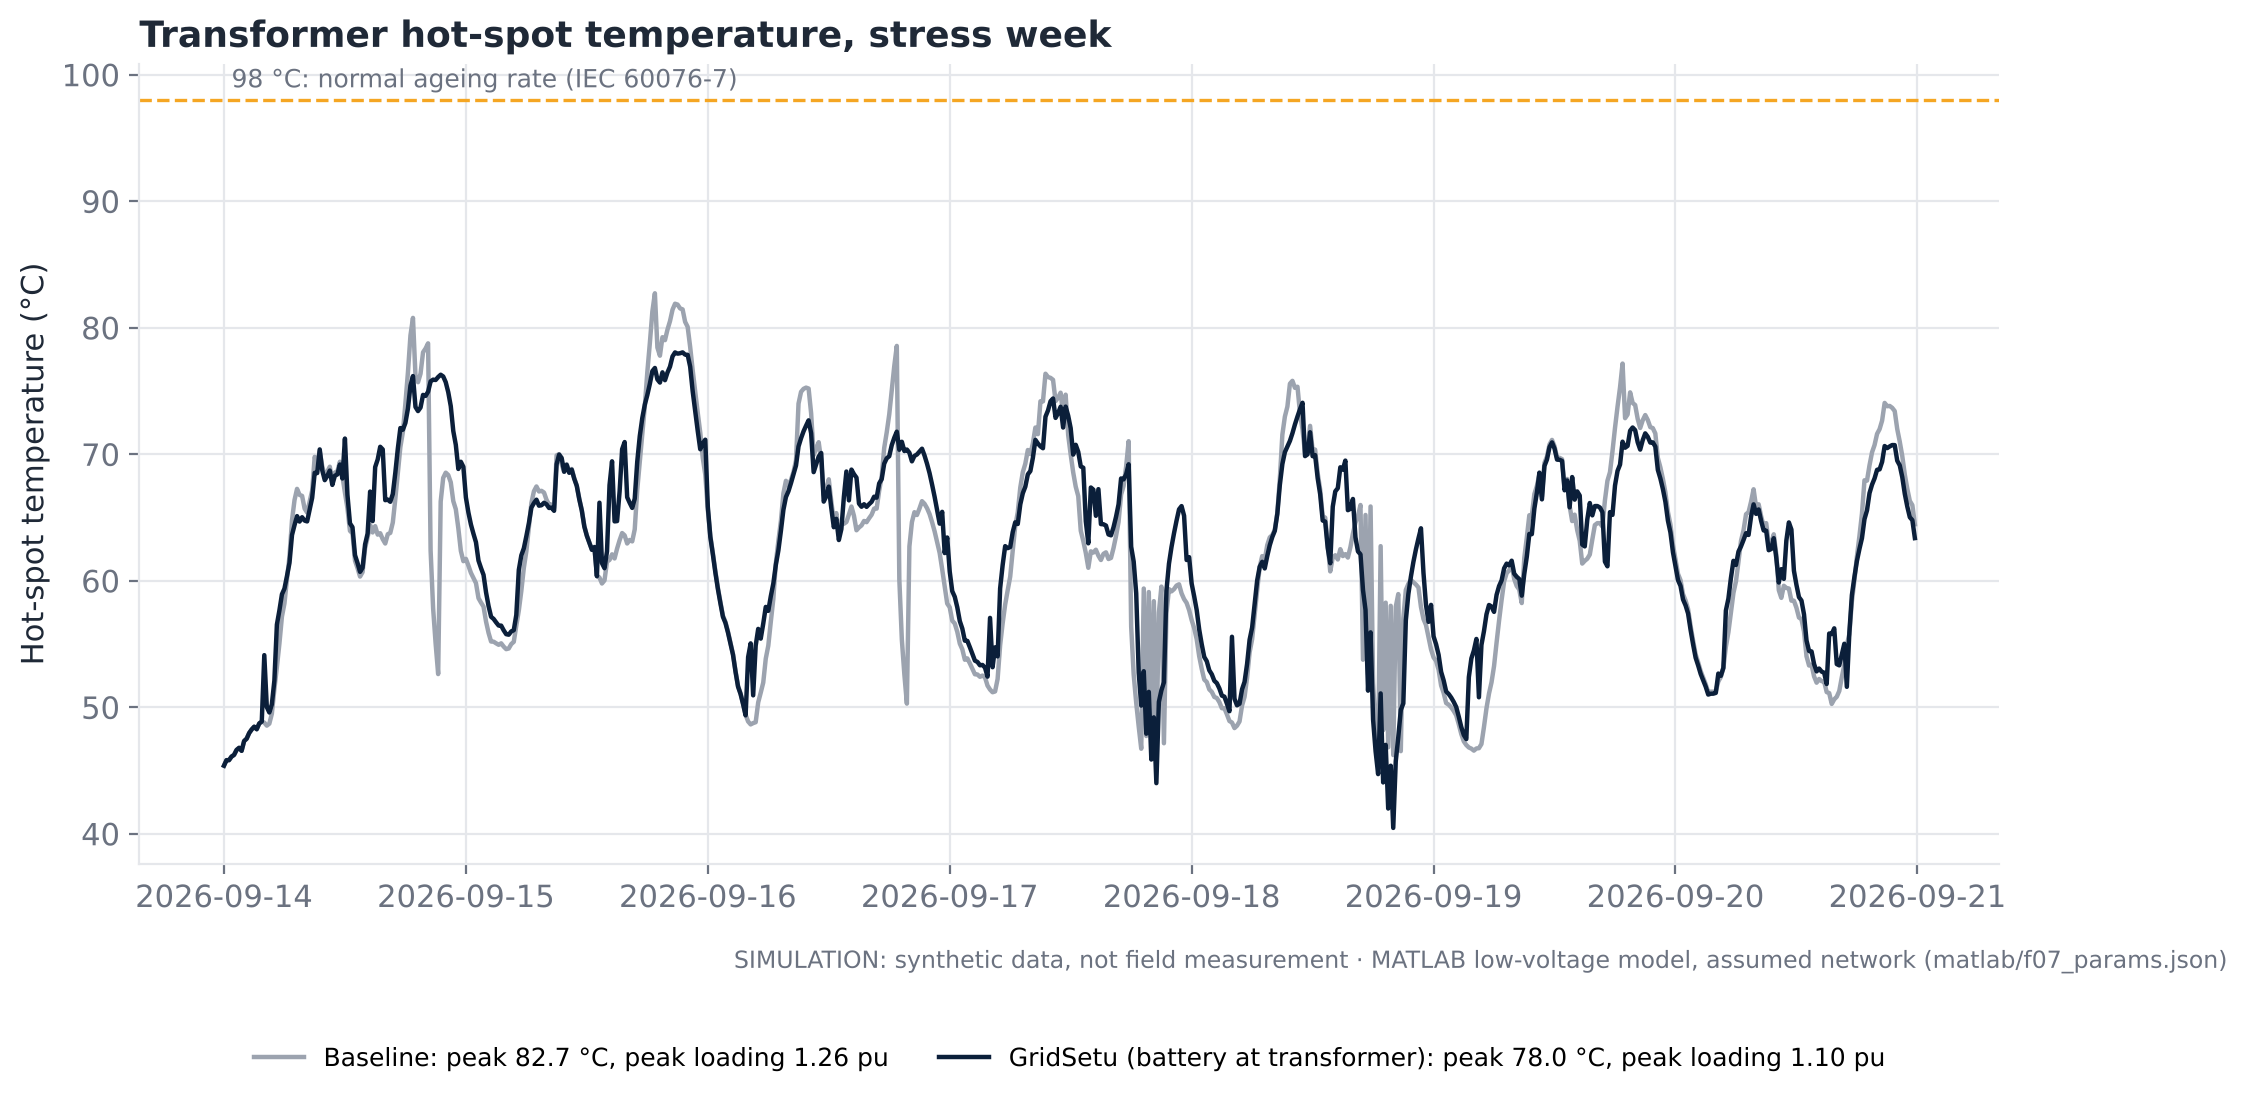 Transformer hot-spot temperature, stress week
100
98 °C: normal ageing rate (IEC 60076-7)
90
80
70
60
50
40
Hot-spot temperature (°C)
2026-09-14
2026-09-15
2026-09-16
2026-09-17
2026-09-18
2026-09-19
2026-09-20
2026-09-21
SIMULATION: synthetic data, not field measurement · MATLAB low-voltage model, assumed network (matlab/f07_params.json)
Baseline: peak 82.7 °C, peak loading 1.26 pu
GridSetu (battery at transformer): peak 78.0 °C, peak loading 1.10 pu